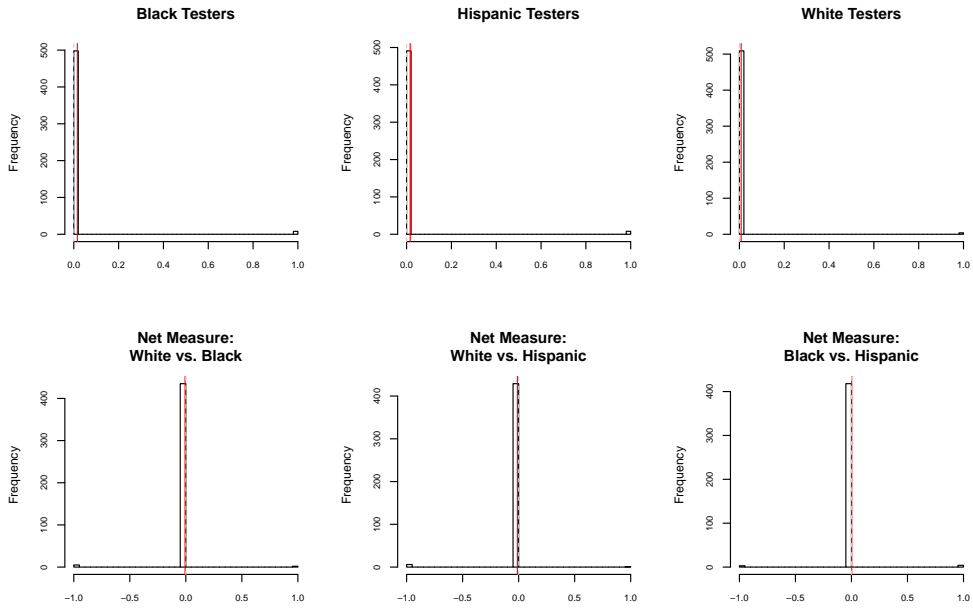 Black Testers
Frequency
0
100
200
300
400
500
0.0 0.2 0.4 0.6 0.8 1.0
Hispanic Testers
Frequency
0
100
200
300
400
500
0.0 0.2 0.4 0.6 0.8 1.0
White Testers
Frequency
0
100
200
300
400
500
0.0 0.2 0.4 0.6 0.8 1.0
Net Measure:
White vs. Black
Frequency
0
100
200
300
400
−1.0 −0.5 0.0 0.5 1.0
Net Measure:
White vs. Hispanic
Frequency
0
100
200
300
400
−1.0 −0.5 0.0 0.5 1.0
Net Measure:
Black vs. Hispanic
Frequency
0
100
200
300
400
−1.0 −0.5 0.0 0.5 1.0